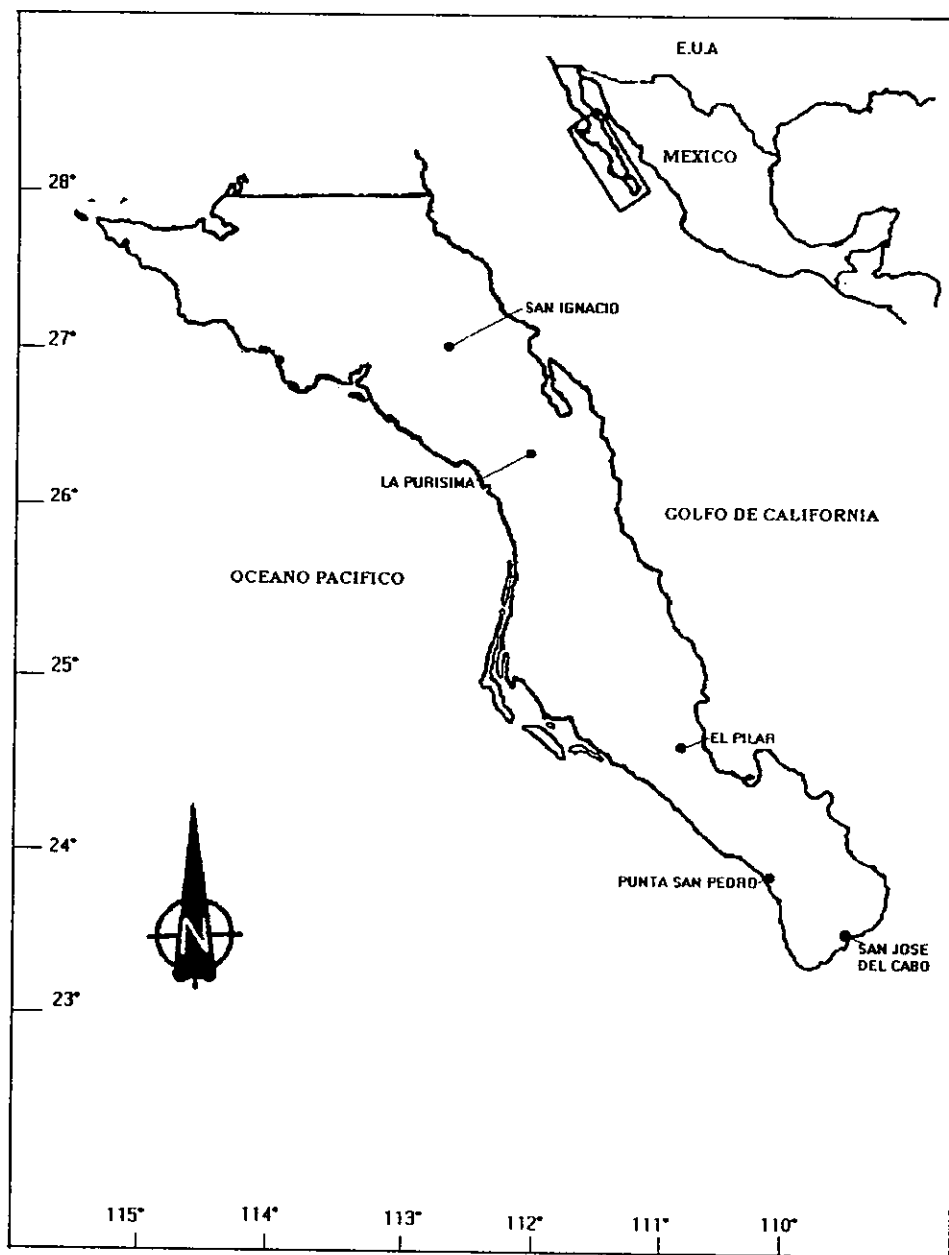 E.U.A
MEXICO
28°
SAN IGNACIO
27°
LA PURISIMA
26°
GOLFO DE CALIFORNIA
OCEANO PACIFICO
25°
EL PILAR
24°
PUNTA SAN PEDRO
SAN JOSE
DEL CABO
N
23°
115° 114° 113° 112° 111° 110°